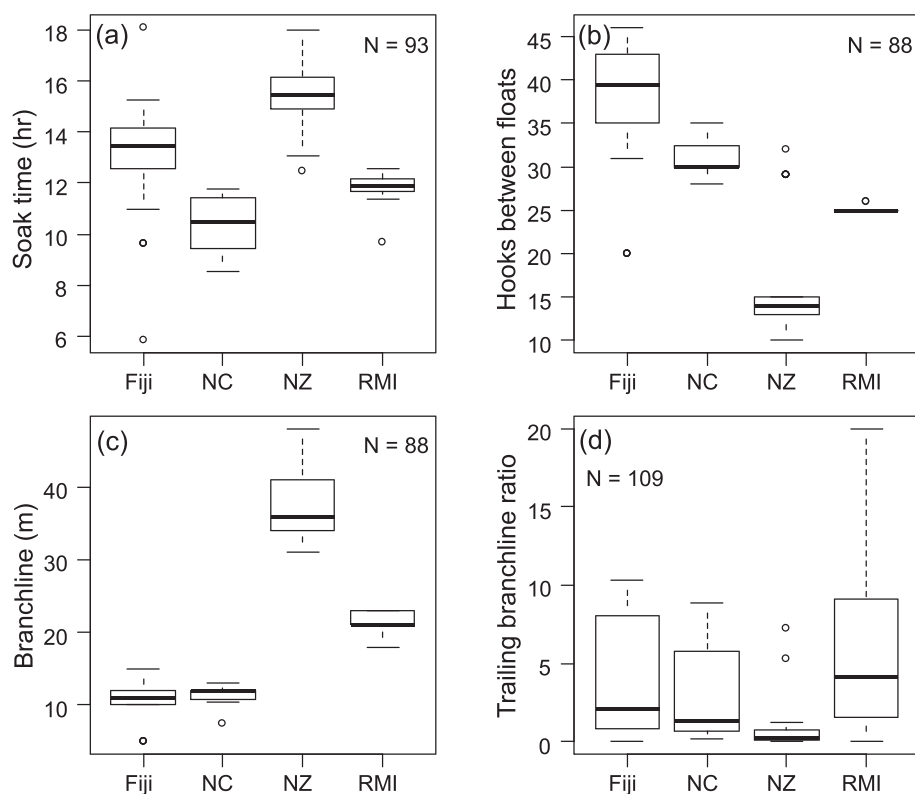 (a)
N = 93
Soak time (hr)
18
16
14
12
10
8
6
Fiji NC NZ RMI
(b)
N = 88
Hooks between floats
45
40
35
30
25
20
15
10
Fiji NC NZ RMI
(c)
N = 88
Branchline (m)
40
30
20
10
Fiji NC NZ RMI
(d)
N = 109
Trailing branchline ratio
20
15
10
5
0
Fiji NC NZ RMI